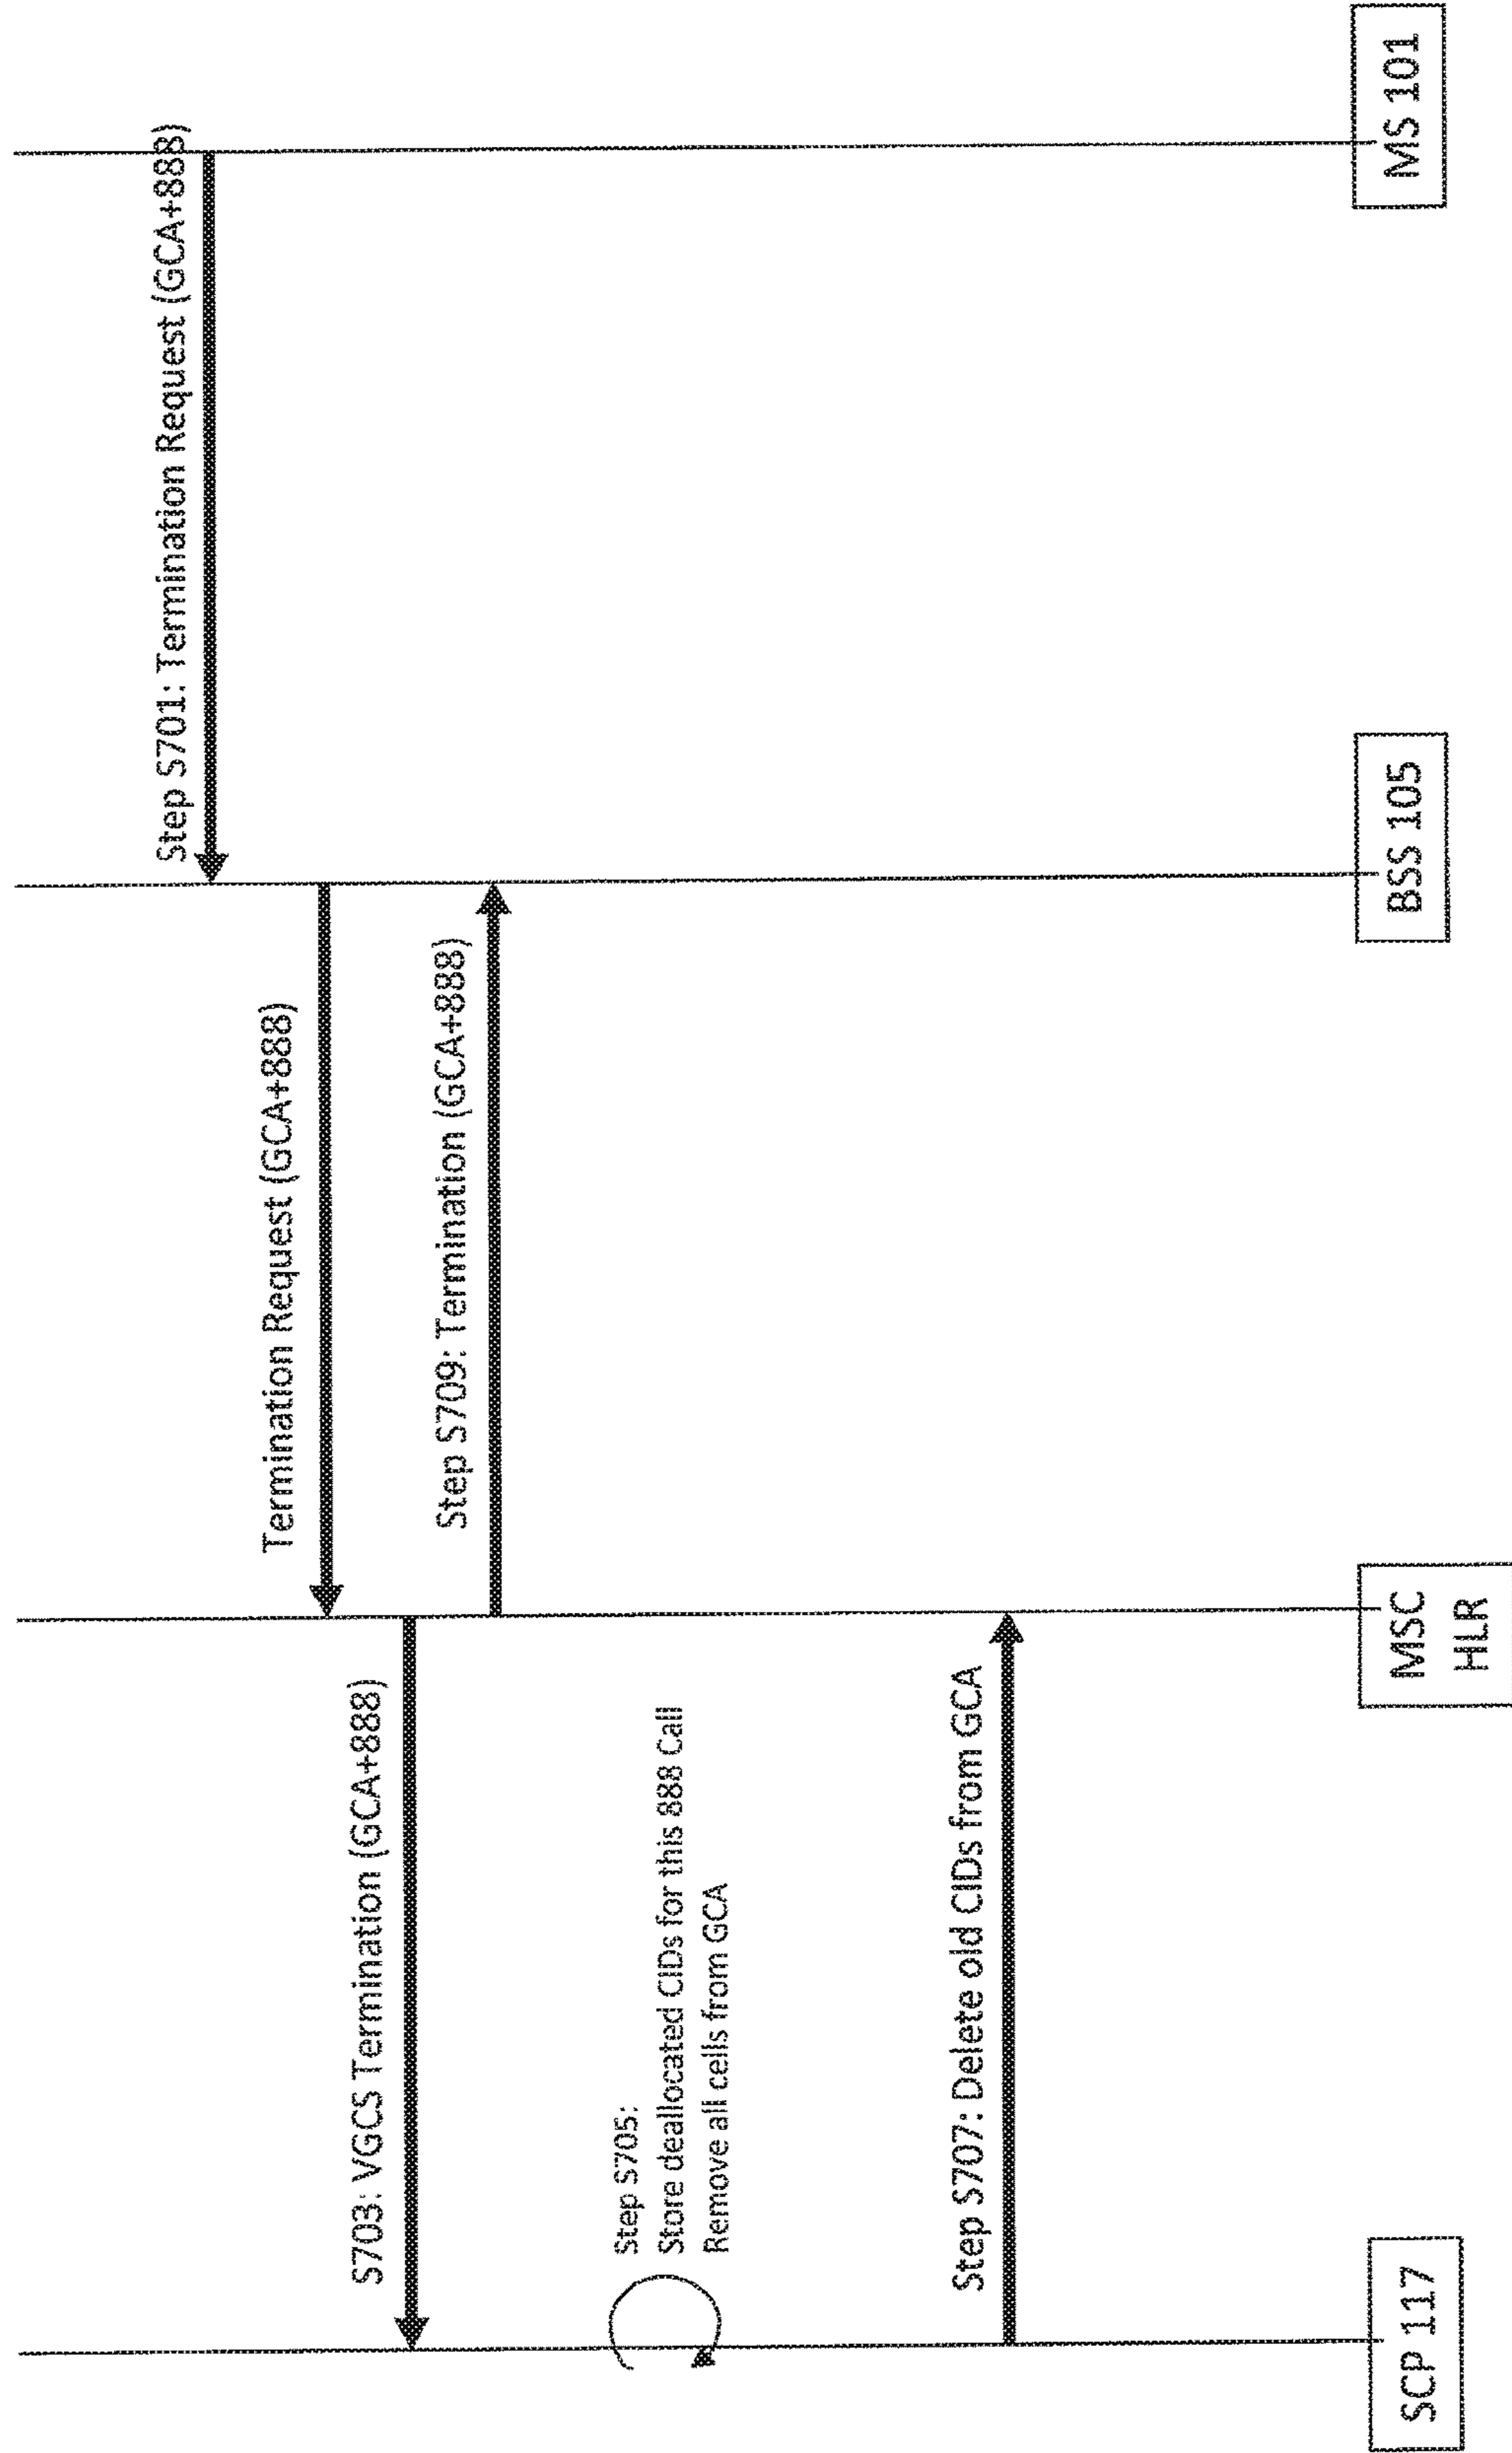 Step S701: Termination Request (GCA+888)
Termination Request (GCA+888)
S703: VGCS Termination (GCA+888)
Step S709: Termination (GCA+888)
Step S705:
Store deallocated CIDs for this 888 Call
Remove all cells from GCA
Step S707: Delete old CIDs from GCA
SCP 117
MSC
HLR
BSS 105
MS 101